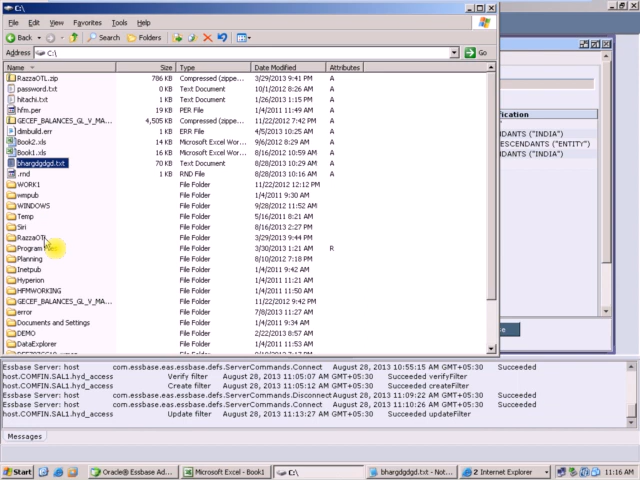 C:\
File Edit View Favorites Tools Help
Back Search Folders
Address C:\ Go
Name Size Type Date Modified Attributes
RazzaOTL.zip 786 KB Compressed (zippe... 3/29/2013 9:41 PM A
password.txt 0 KB Text Document 10/1/2012 8:26 AM A
hitachi.txt 1 KB Text Document 1/26/2013 1:15 PM A
hfm.per 19 KB PER File 1/4/2011 11:49 AM A
GECEF_BALANCES_GL_V_MA... 4,505 KB Compressed (zippe... 11/22/2012 7:42 PM A
dmbuild.err 1 KB ERR File 4/5/2013 10:25 AM A
Book2.xls 14 KB Microsoft Excel Wor... 9/6/2012 8:29 AM A
Book1.xls 16 KB Microsoft Excel Wor... 8/16/2012 10:59 AM A
bhargdgdgd.txt 70 KB Text Document 8/28/2013 10:29 AM A
.rnd 1 KB RND File 8/28/2013 10:16 AM A
WORK1 File Folder 11/22/2012 12:12 PM
wmpub File Folder 1/4/2011 9:30 AM
WINDOWS File Folder 9/28/2012 11:52 AM
Temp File Folder 5/16/2011 8:21 AM
Siri File Folder 8/16/2013 2:27 PM
RazzaOTL File Folder 3/29/2013 9:44 PM
Program Files File Folder 3/30/2013 1:21 AM R
Planning File Folder 8/10/2012 7:18 PM
Inetpub File Folder 1/4/2011 9:42 AM
Hyperion File Folder 1/4/2011 11:21 AM
HFMWORKING File Folder 1/4/2011 11:50 AM
GECEF_BALANCES_GL_V_MA... File Folder 11/22/2012 9:42 PM
error File Folder 7/8/2013 11:27 AM
Documents and Settings File Folder 1/4/2011 9:34 AM
DEMO File Folder 2/22/2013 8:57 AM
DataExplorer File Folder 1/4/2011 11:53 AM
ification
NDANTS ("INDIA")
ESCENDANTS ("ENTITY")
NDANTS ("INDIA")
Essbase Server: host com.essbase.eas.essbase.defs.ServerCommands.Connect August 28, 2013 10:55:15 AM GMT+05:30 Succeeded
host.COMFIN.SAL1.hyd_access Verify filter August 28, 2013 11:05:07 AM GMT+05:30 Succeeded verifyFilter
host.COMFIN.SAL1.hyd_access Create filter August 28, 2013 11:05:12 AM GMT+05:30 Succeeded createFilter
Essbase Server: host com.essbase.eas.essbase.defs.ServerCommands.Disconnect August 28, 2013 11:09:22 AM GMT+05:30 Succeeded
Essbase Server: host com.essbase.eas.essbase.defs.ServerCommands.Connect August 28, 2013 11:10:26 AM GMT+05:30 Succeeded
host.COMFIN.SAL1.hyd_access Update filter August 28, 2013 11:13:27 AM GMT+05:30 Succeeded updateFilter
Messages
Start Oracle® Essbase Ad... Microsoft Excel - Book1 C:\ bhargdgdgd.txt - Not... 2 Internet Explorer 11:16 AM